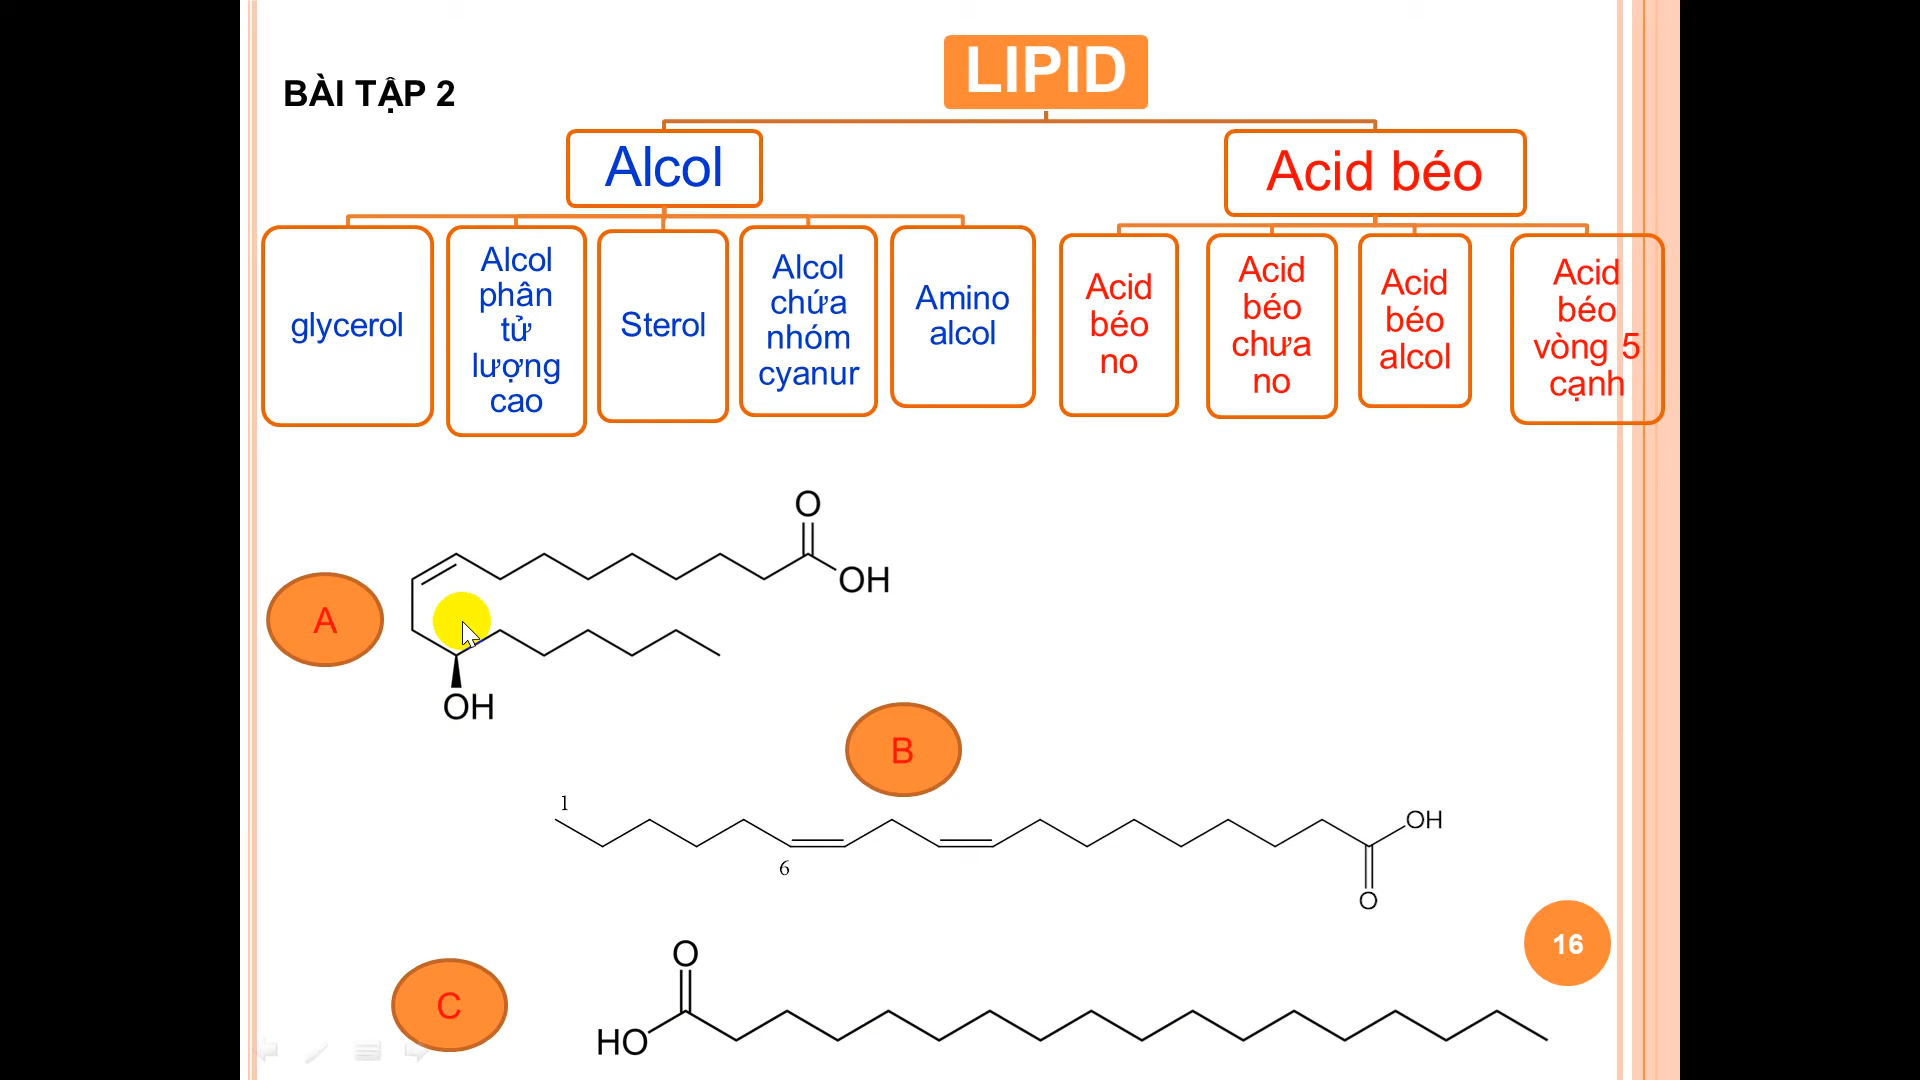 BÀI TẬP 2
LIPID
Alcol
Acid béo
glycerol
Alcol
phân
tử
lượng
cao
Sterol
Alcol
chứa
nhóm
cyanur
Amino
alcol
Acid
béo
no
Acid
béo
chưa
no
Acid
béo
alcol
Acid
béo
vòng 5
cạnh
O
OH
A
OH
B
1
OH
6
O
16
O
C
HO